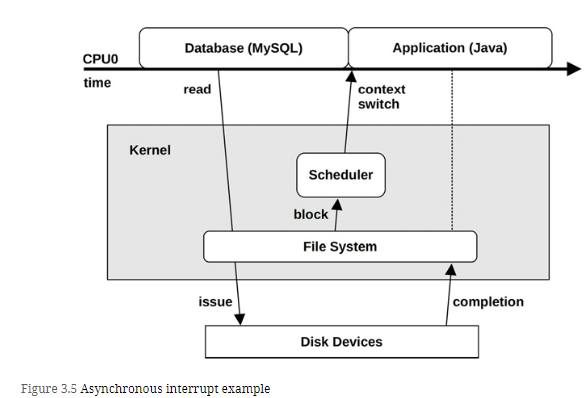 Database (MySQL)
Application (Java)
CPU0
time
read
context
switch
Kernel
Scheduler
block
File System
issue
completion
Disk Devices
Figure 3.5 Asynchronous interrupt example